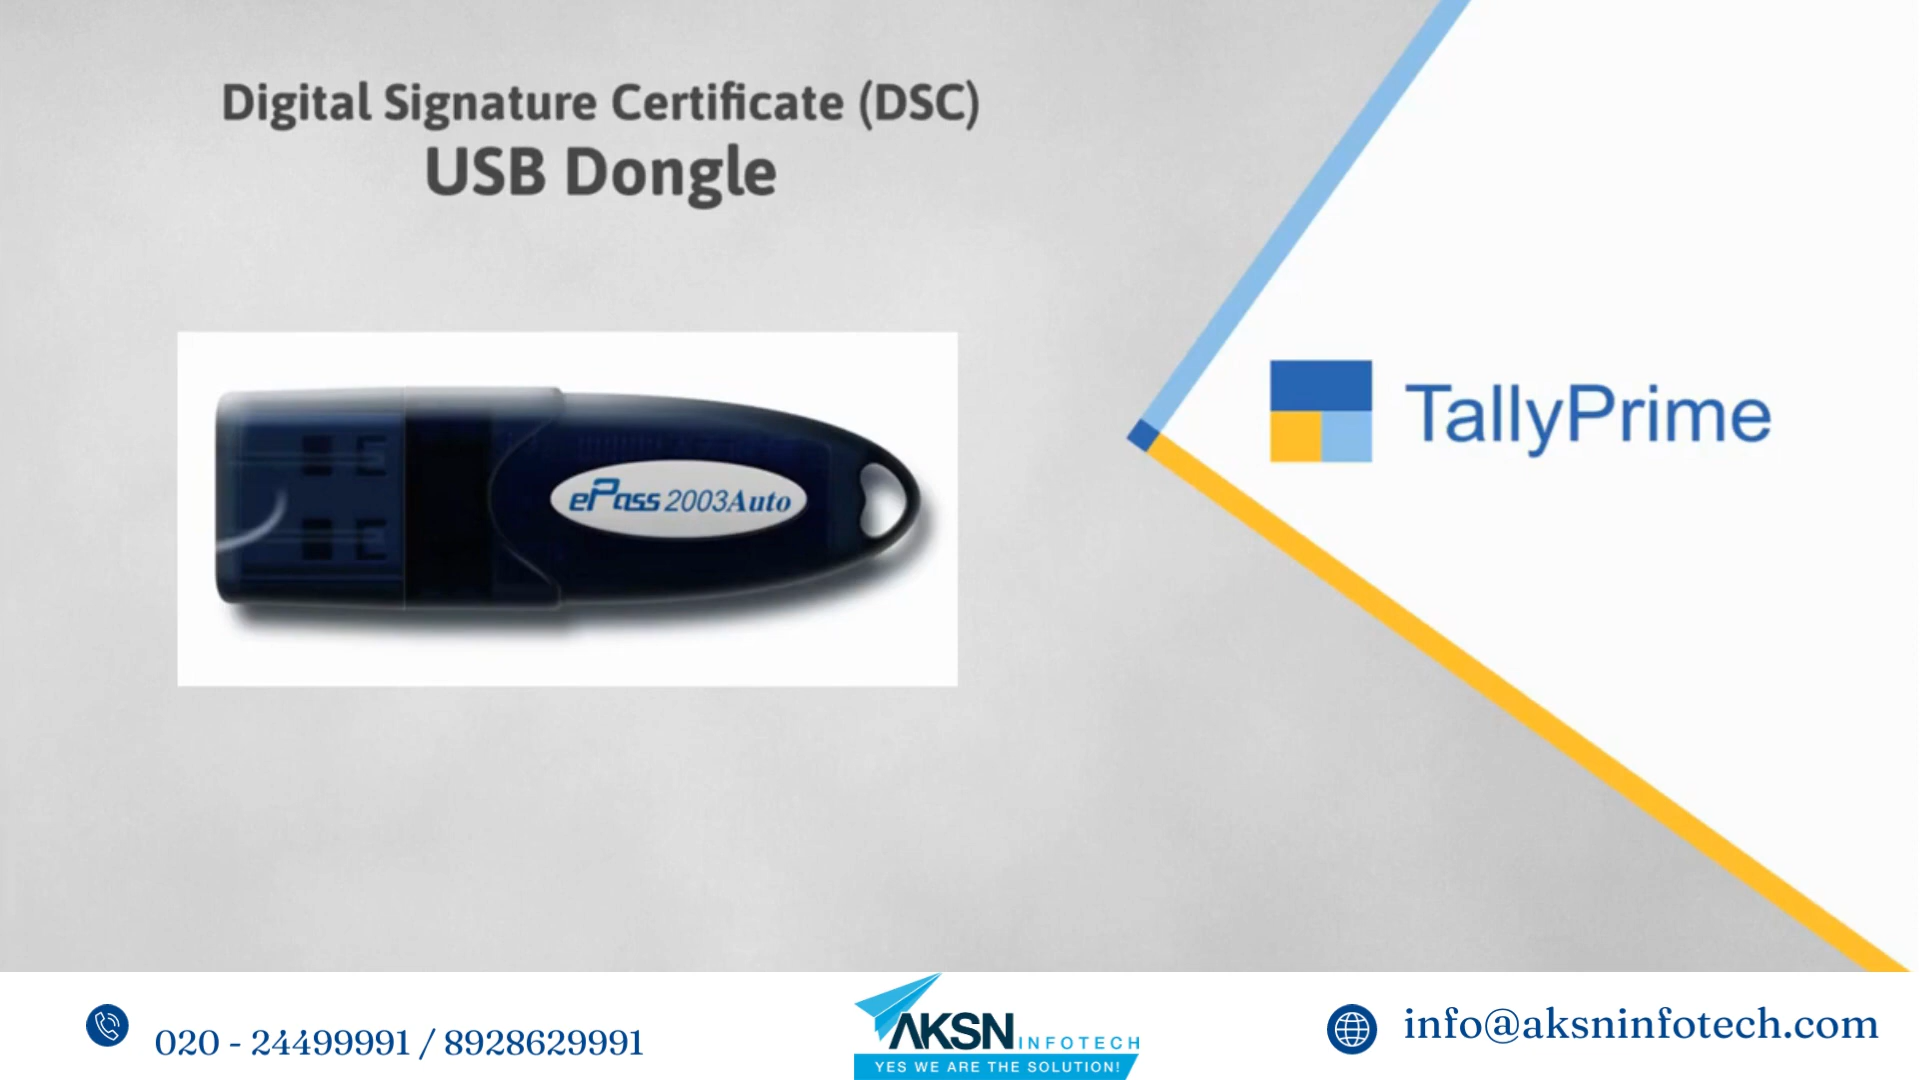 Digital Signature Certificate (DSC)
USB Dongle
ePass 2003Auto
TallyPrime
020 - 24499991 / 8928629991
AKSN INFOTECH
YES WE ARE THE SOLUTION!
info@aksninfotech.com